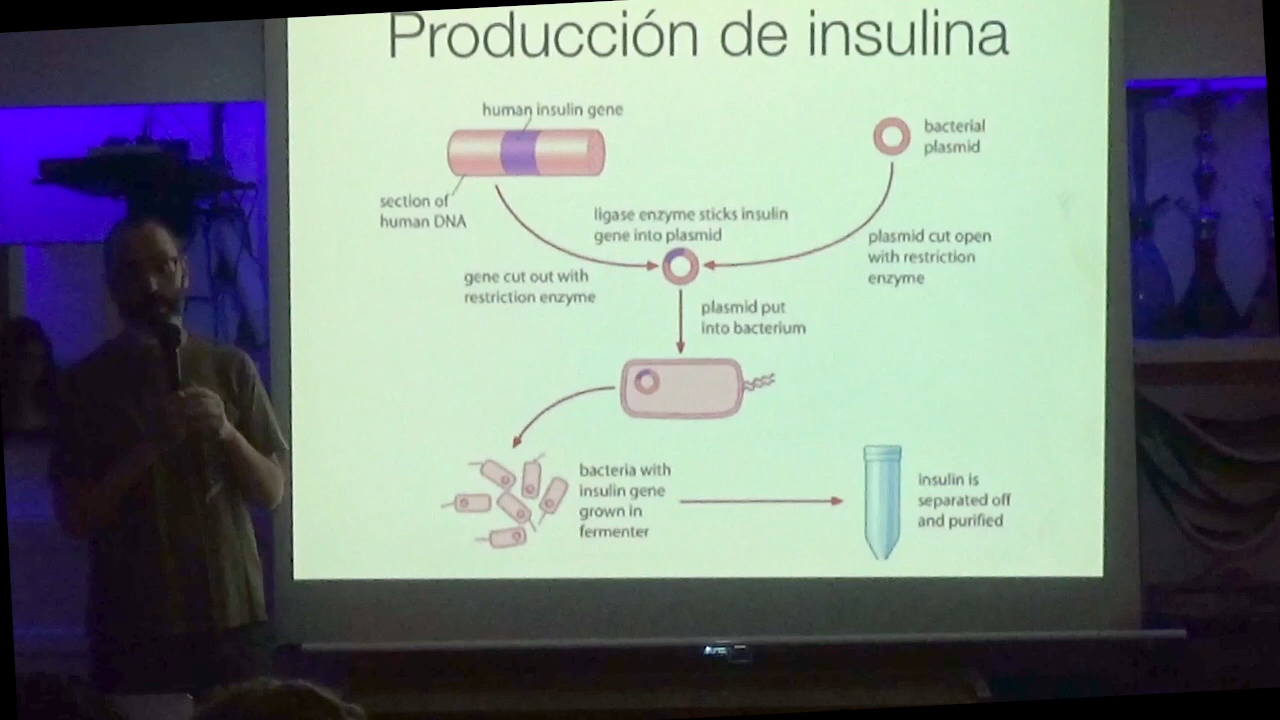 Producción de insulina
human insulin gene
bacterial
plasmid
section of
human DNA
ligase enzyme sticks insulin
gene into plasmid
plasmid cut open
with restriction
enzyme
gene cut out with
restriction enzyme
plasmid put
into bacterium
bacteria with
insulin gene
grown in
fermenter
insulin is
separated off
and purified